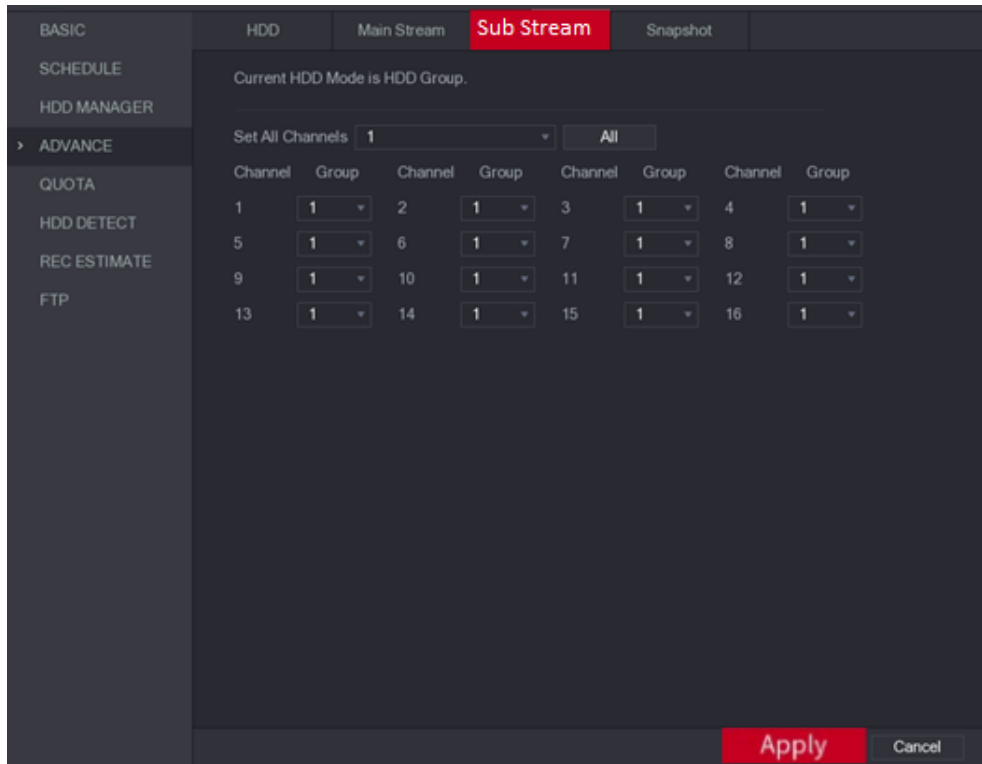 BASIC
SCHEDULE
HDD MANAGER
> ADVANCE
QUOTA
HDD DETECT
REC ESTIMATE
FTP
HDD Main Stream Sub Stream Snapshot
Current HDD Mode is HDD Group.
Set All Channels 1 All
Channel Group Channel Group Channel Group Channel Group
1 1 2 1 3 1 4 1
5 1 6 1 7 1 8 1
9 1 10 1 11 1 12 1
13 1 14 1 15 1 16 1
Apply Cancel